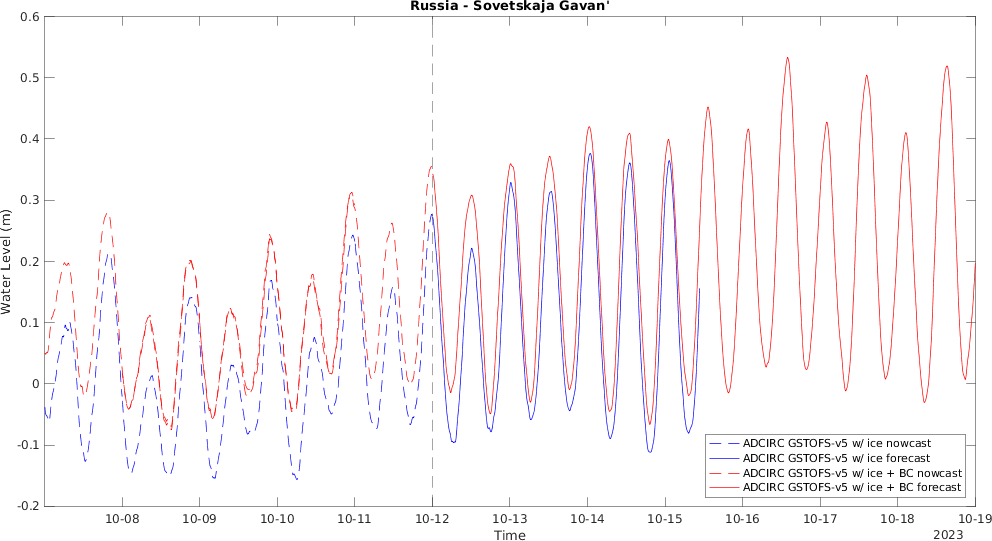 Russia - Sovetskaja Gavan'
0.6
0.5
0.4
0.3
0.2
0.1
0
-0.1
-0.2
Water Level (m)
ADCIRC GSTOFS-v5 w/ ice nowcast
ADCIRC GSTOFS-v5 w/ ice forecast
ADCIRC GSTOFS-v5 w/ ice + BC nowcast
ADCIRC GSTOFS-v5 w/ ice + BC forecast
10-08 10-09 10-10 10-11 10-12 10-13 10-14 10-15 10-16 10-17 10-18 10-19
Time
2023